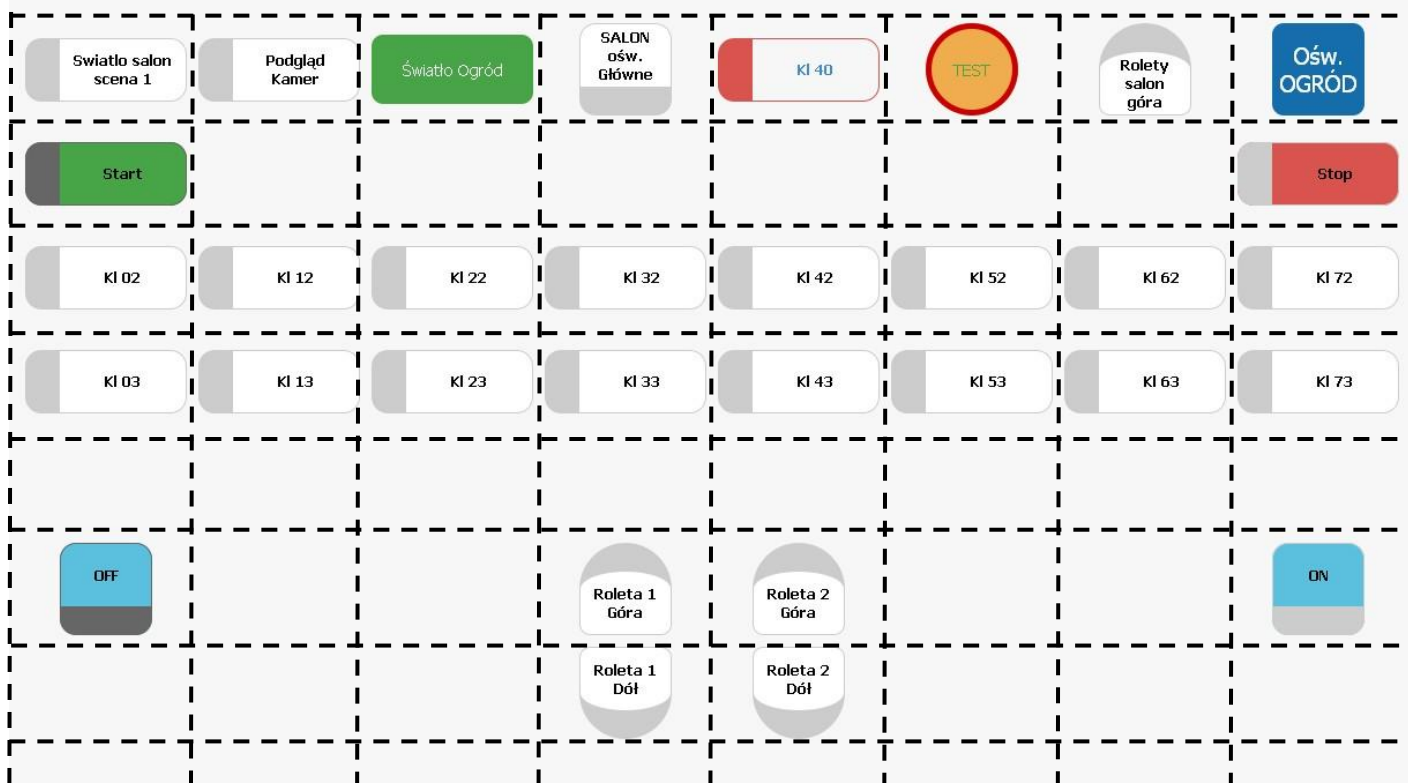 Swiatlo salon
scena 1
Podgląd
Kamer
Światło Ogród
SALON
ośw.
Główne
Kl 40
TEST
Rolety
salon
góra
Ośw.
OGRÓD
Start
Stop
Kl 02
Kl 12
Kl 22
Kl 32
Kl 42
Kl 52
Kl 62
Kl 72
Kl 03
Kl 13
Kl 23
Kl 33
Kl 43
Kl 53
Kl 63
Kl 73
OFF
Roleta 1
Góra
Roleta 2
Góra
ON
Roleta 1
Dół
Roleta 2
Dół